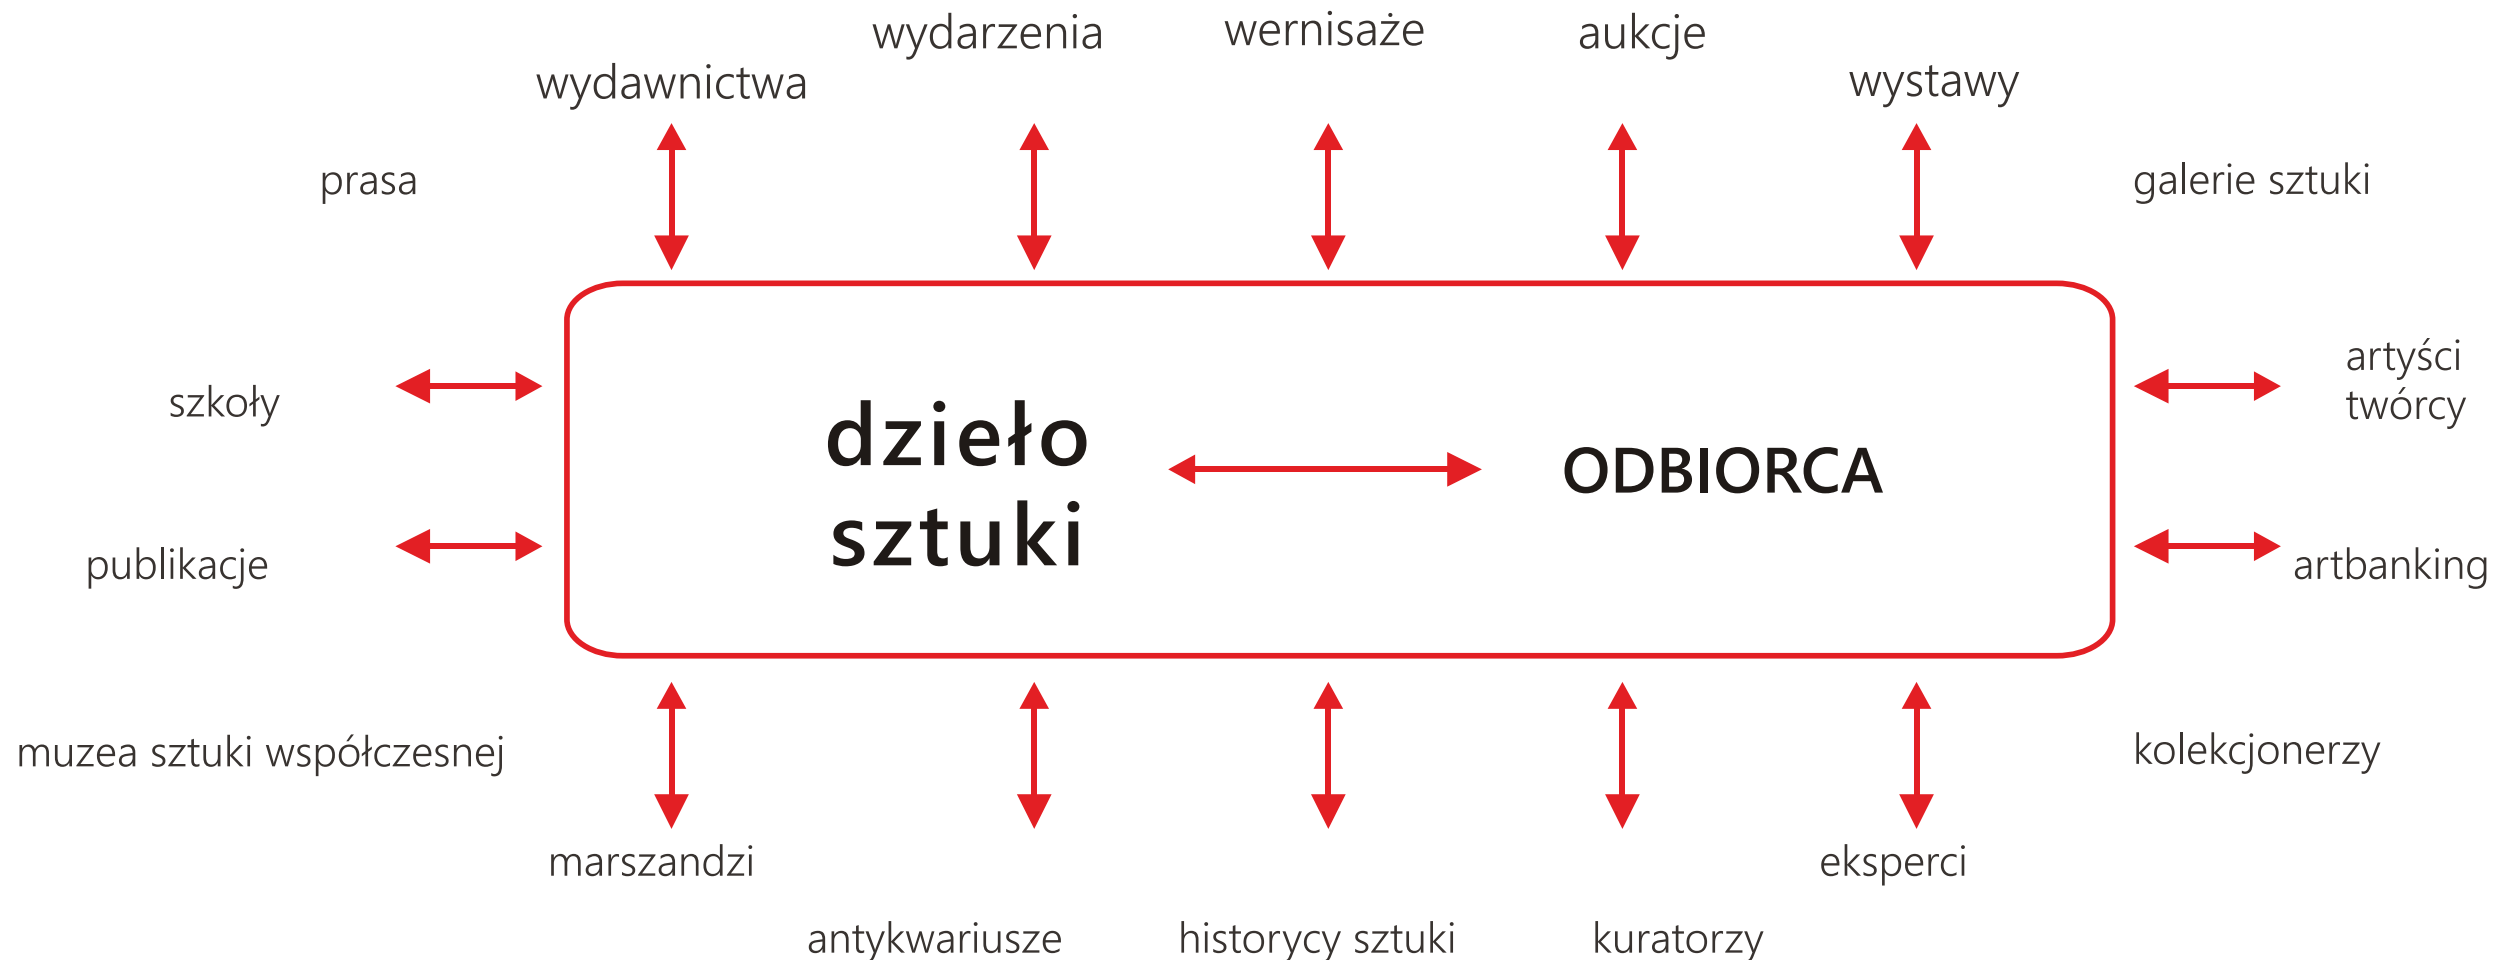 wydarzenia
wernisaże
aukcje
wydawnictwa
wystawy
prasa
galerie sztuki
artyści
twórcy
szkoły
dzieło
sztuki
ODBIORCA
publikacje
artbanking
muzea sztuki współczesnej
kolekcjonerzy
marszandzi
eksperci
antykwariusze
historycy sztuki
kuratorzy